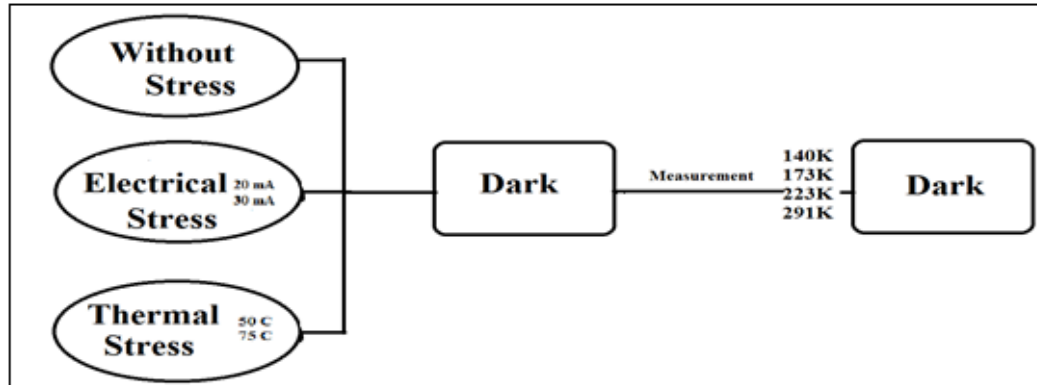 Without
Stress
Electrical
Stress
20 mA
30 mA
Thermal
Stress
50 C
75 C
Dark
Measurement
140K
173K
223K
291K
Dark